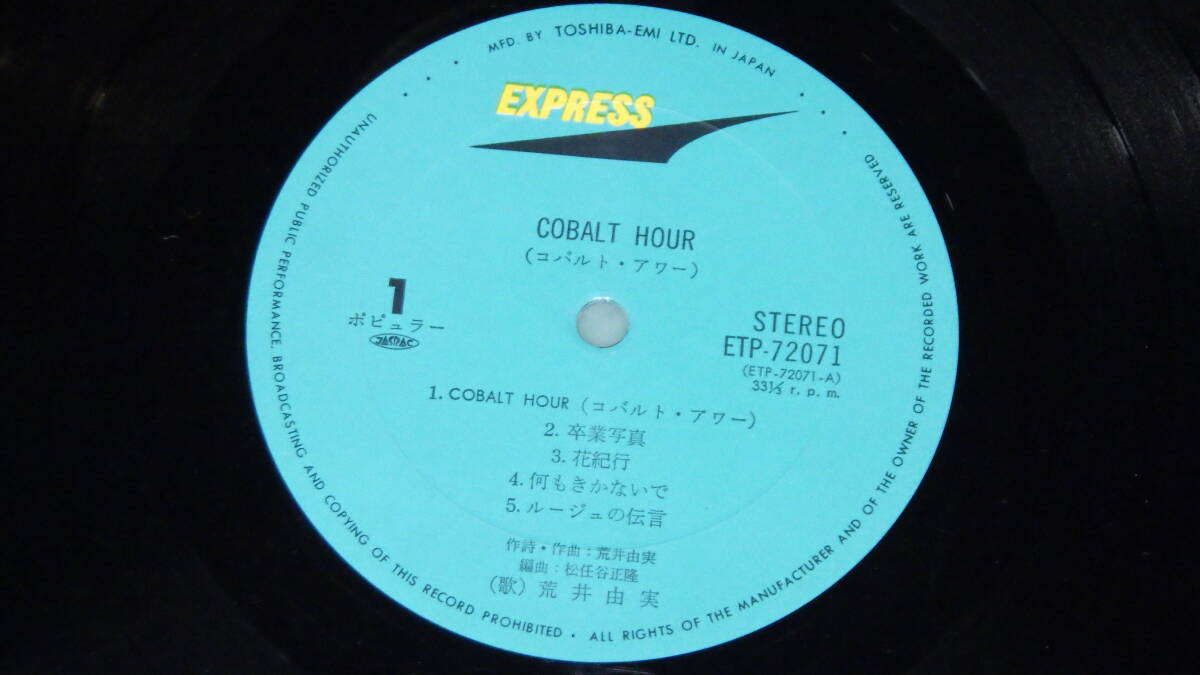 MFD. BY TOSHIBA-EMI LTD. IN JAPAN
EXPRESS
COBALT HOUR
(コバルト・アワー)
1
ポピュラー
JASRAC
STEREO
ETP-72071
(ETP-72071-A)
33⅓ r. p. m.
1. COBALT HOUR (コバルト・アワー)
2. 卒業写真
3. 花紀行
4. 何もきかないで
5. ルージュの伝言
作詩・作曲：荒井由実
編曲：松任谷正隆
(歌) 荒井由実
UNAUTHORIZED PUBLIC PERFORMANCE, BROADCASTING AND COPYING OF THIS RECORD PROHIBITED • ALL RIGHTS OF THE MANUFACTURER AND OF THE OWNER OF THE RECORDED WORK ARE RESERVED